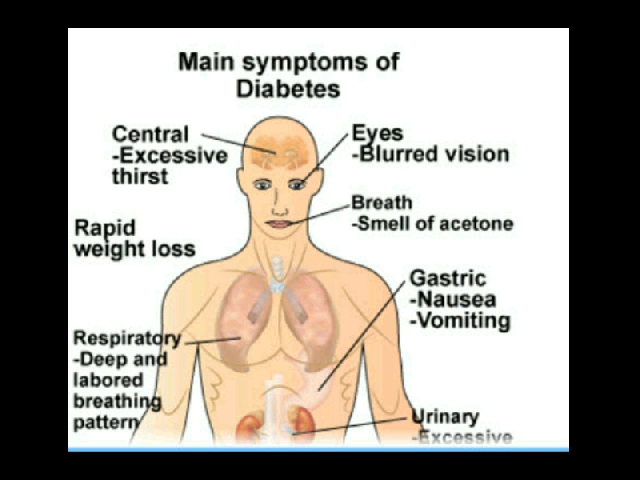 Main symptoms of
Diabetes
Central
-Excessive
thirst
Eyes
-Blurred vision
Breath
-Smell of acetone
Rapid
weight loss
Gastric
-Nausea
-Vomiting
Respiratory
-Deep and
labored
breathing
pattern
Urinary
-Excessive